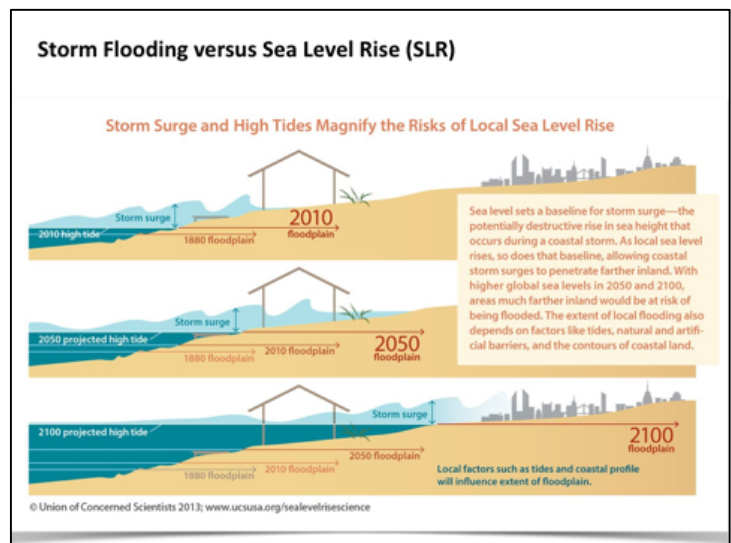 Storm Flooding versus Sea Level Rise (SLR)
Storm Surge and High Tides Magnify the Risks of Local Sea Level Rise
Storm surge
2010 high tide
1880 floodplain
2010
floodplain
Sea level sets a baseline for storm surge—the
potentially destructive rise in sea height that
occurs during a coastal storm. As local sea level
rises, so does that baseline, allowing coastal
storm surges to penetrate farther inland. With
higher global sea levels in 2050 and 2100,
areas much farther inland would be at risk of
being flooded. The extent of local flooding also
depends on factors like tides, natural and artifi-
cial barriers, and the contours of coastal land.
Storm surge
2050 projected high tide
1880 floodplain
2010 floodplain
2050
floodplain
Storm surge
2100 projected high tide
1880 floodplain
2010 floodplain
2050 floodplain
2100
floodplain
Local factors such as tides and coastal profile
will influence extent of floodplain.
© Union of Concerned Scientists 2013; www.ucsusa.org/sealevelrisescience